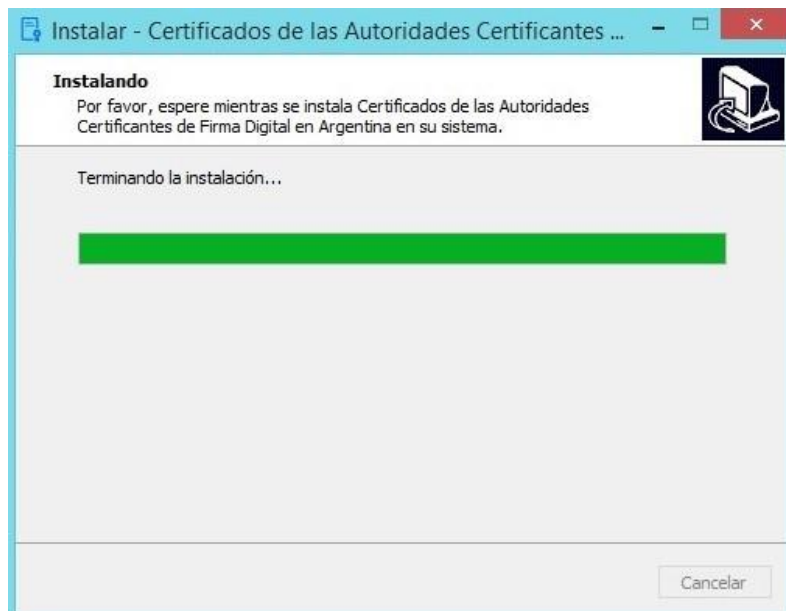 Instalar - Certificados de las Autoridades Certificantes ...
Instalando
Por favor, espere mientras se instala Certificados de las Autoridades
Certificantes de Firma Digital en Argentina en su sistema.
Terminando la instalación...
Cancelar